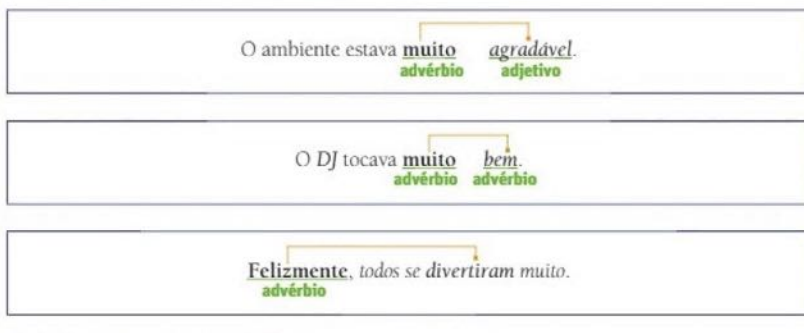 O ambiente estava muito agradável.
advérbio adjetivo
O DJ tocava muito bem.
advérbio advérbio
Felizmente, todos se divertiram muito.
advérbio